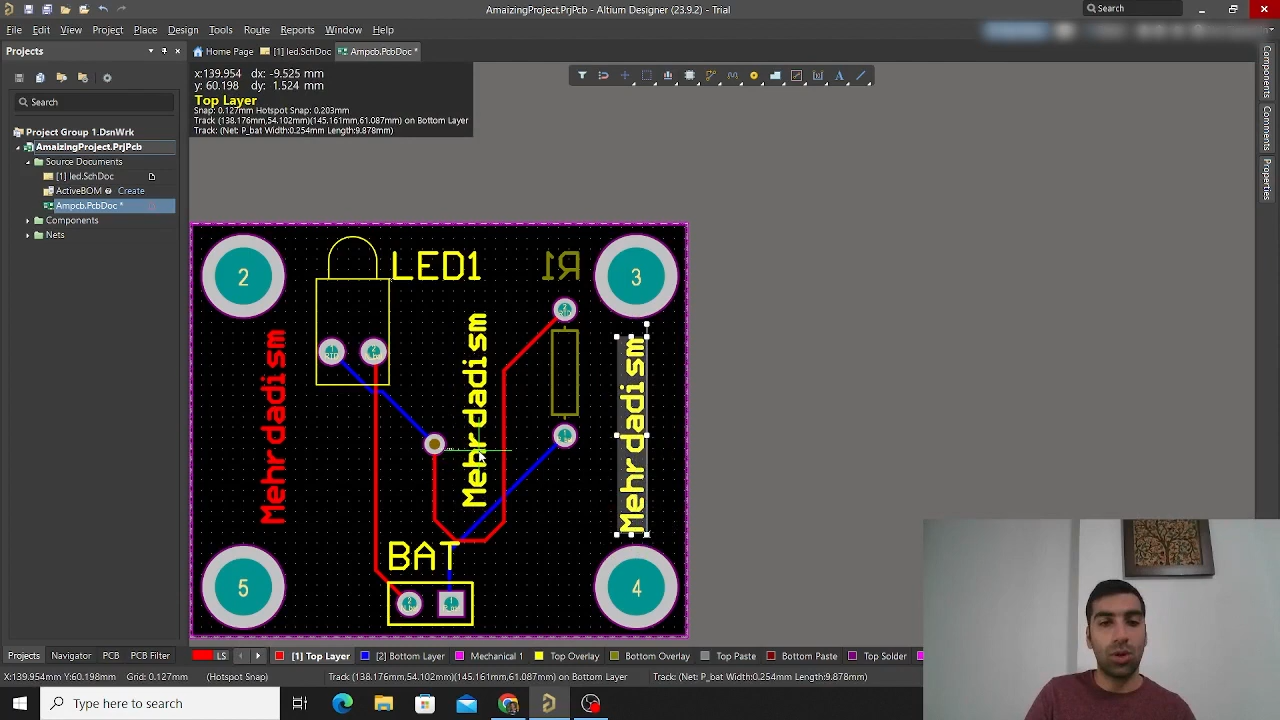 AmaizingProject.PrjPcb - Altium Designer (23.9.2) - Trial
Search
File Edit View Project Place Design Tools Route Reports Window Help
Projects
Home Page [1] led.SchDoc Ampcb.PcbDoc *
x:139.954 dx: -9.525 mm
y: 60.198 dy: 1.524 mm
Top Layer
Snap: 0.127mm Hotspot Snap: 0.203mm
Track (138.176mm,54.102mm)(145.161mm,61.087mm) on Bottom Layer
Track: (Net: P_bat Width:0.254mm Length:9.878mm)
Search
Project Group 1.DsnWrk
AmaIzingProject.PrjPcb
Source Documents
[1] led.SchDoc
ActiveBOM Create
Ampcb.PcbDoc *
Components
Nets
Components
Comments
Properties
2
LED1
R1
3
Mehrdadism
Mehrdadism
Mehrdadism
BAT
5
4
Projects Navigator PCB PCB Filter
LS [1] Top Layer [2] Bottom Layer Mechanical 1 Top Overlay Bottom Overlay Top Paste Bottom Paste Top Solder
X:139.954mm Y:60.198mm Grid: 0.127mm (Hotspot Snap) Track (138.176mm,54.102mm)(145.161mm,61.087mm) on Bottom Layer Track: (Net: P_bat Width:0.254mm Length:9.878mm)
Type here to search